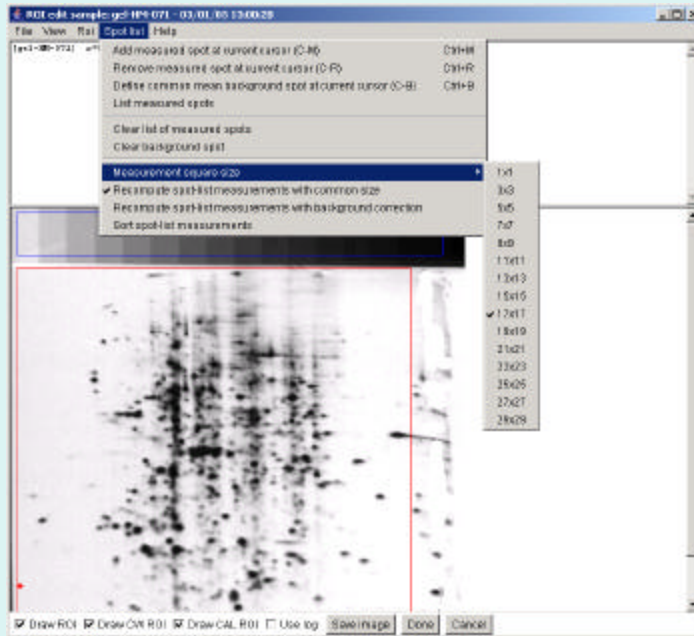 ROI edit sample: gel-HM-071 - 03/01/03 13:00:28
File View Roi Spot list Help
[gel-HM-071]
Add measured spot at current cursor (C-M) Ctrl+M
Remove measured spot at current cursor (C-R) Ctrl+R
Define common mean background spot at current cursor (C-B) Ctrl+B
List measured spots
Clear list of measured spots
Clear background spot
Measurement square size
Recompute spot-list measurements with common size
Recompute spot-list measurements with background correction
Sort spot-list measurements
1x1
3x3
5x5
7x7
9x9
11x11
13x13
15x15
17x17
19x19
21x21
23x23
25x25
27x27
29x29
Draw ROI Draw CW ROI Draw CAL ROI Use log Save image Done Cancel